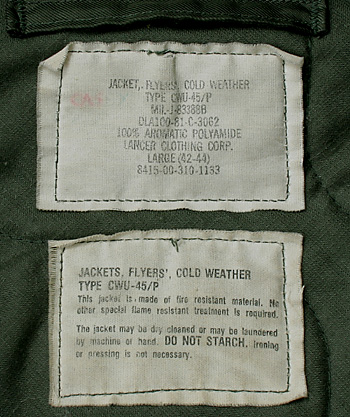 JACKET, FLYERS', COLD WEATHER
TYPE CWU-45/P
MIL-J-83388B
DLA100-81-C-3062
100% AROMATIC POLYAMIDE
LANCER CLOTHING CORP.
LARGE (42-44)
8415-00-310-1133
JACKETS, FLYERS', COLD WEATHER
TYPE CWU-45/P
This jacket is made of fire resistant material. No
other special flame resistant treatment is required.
The jacket may be dry cleaned or may be laundered
by machine or hand. DO NOT STARCH. Ironing
or pressing is not necessary.